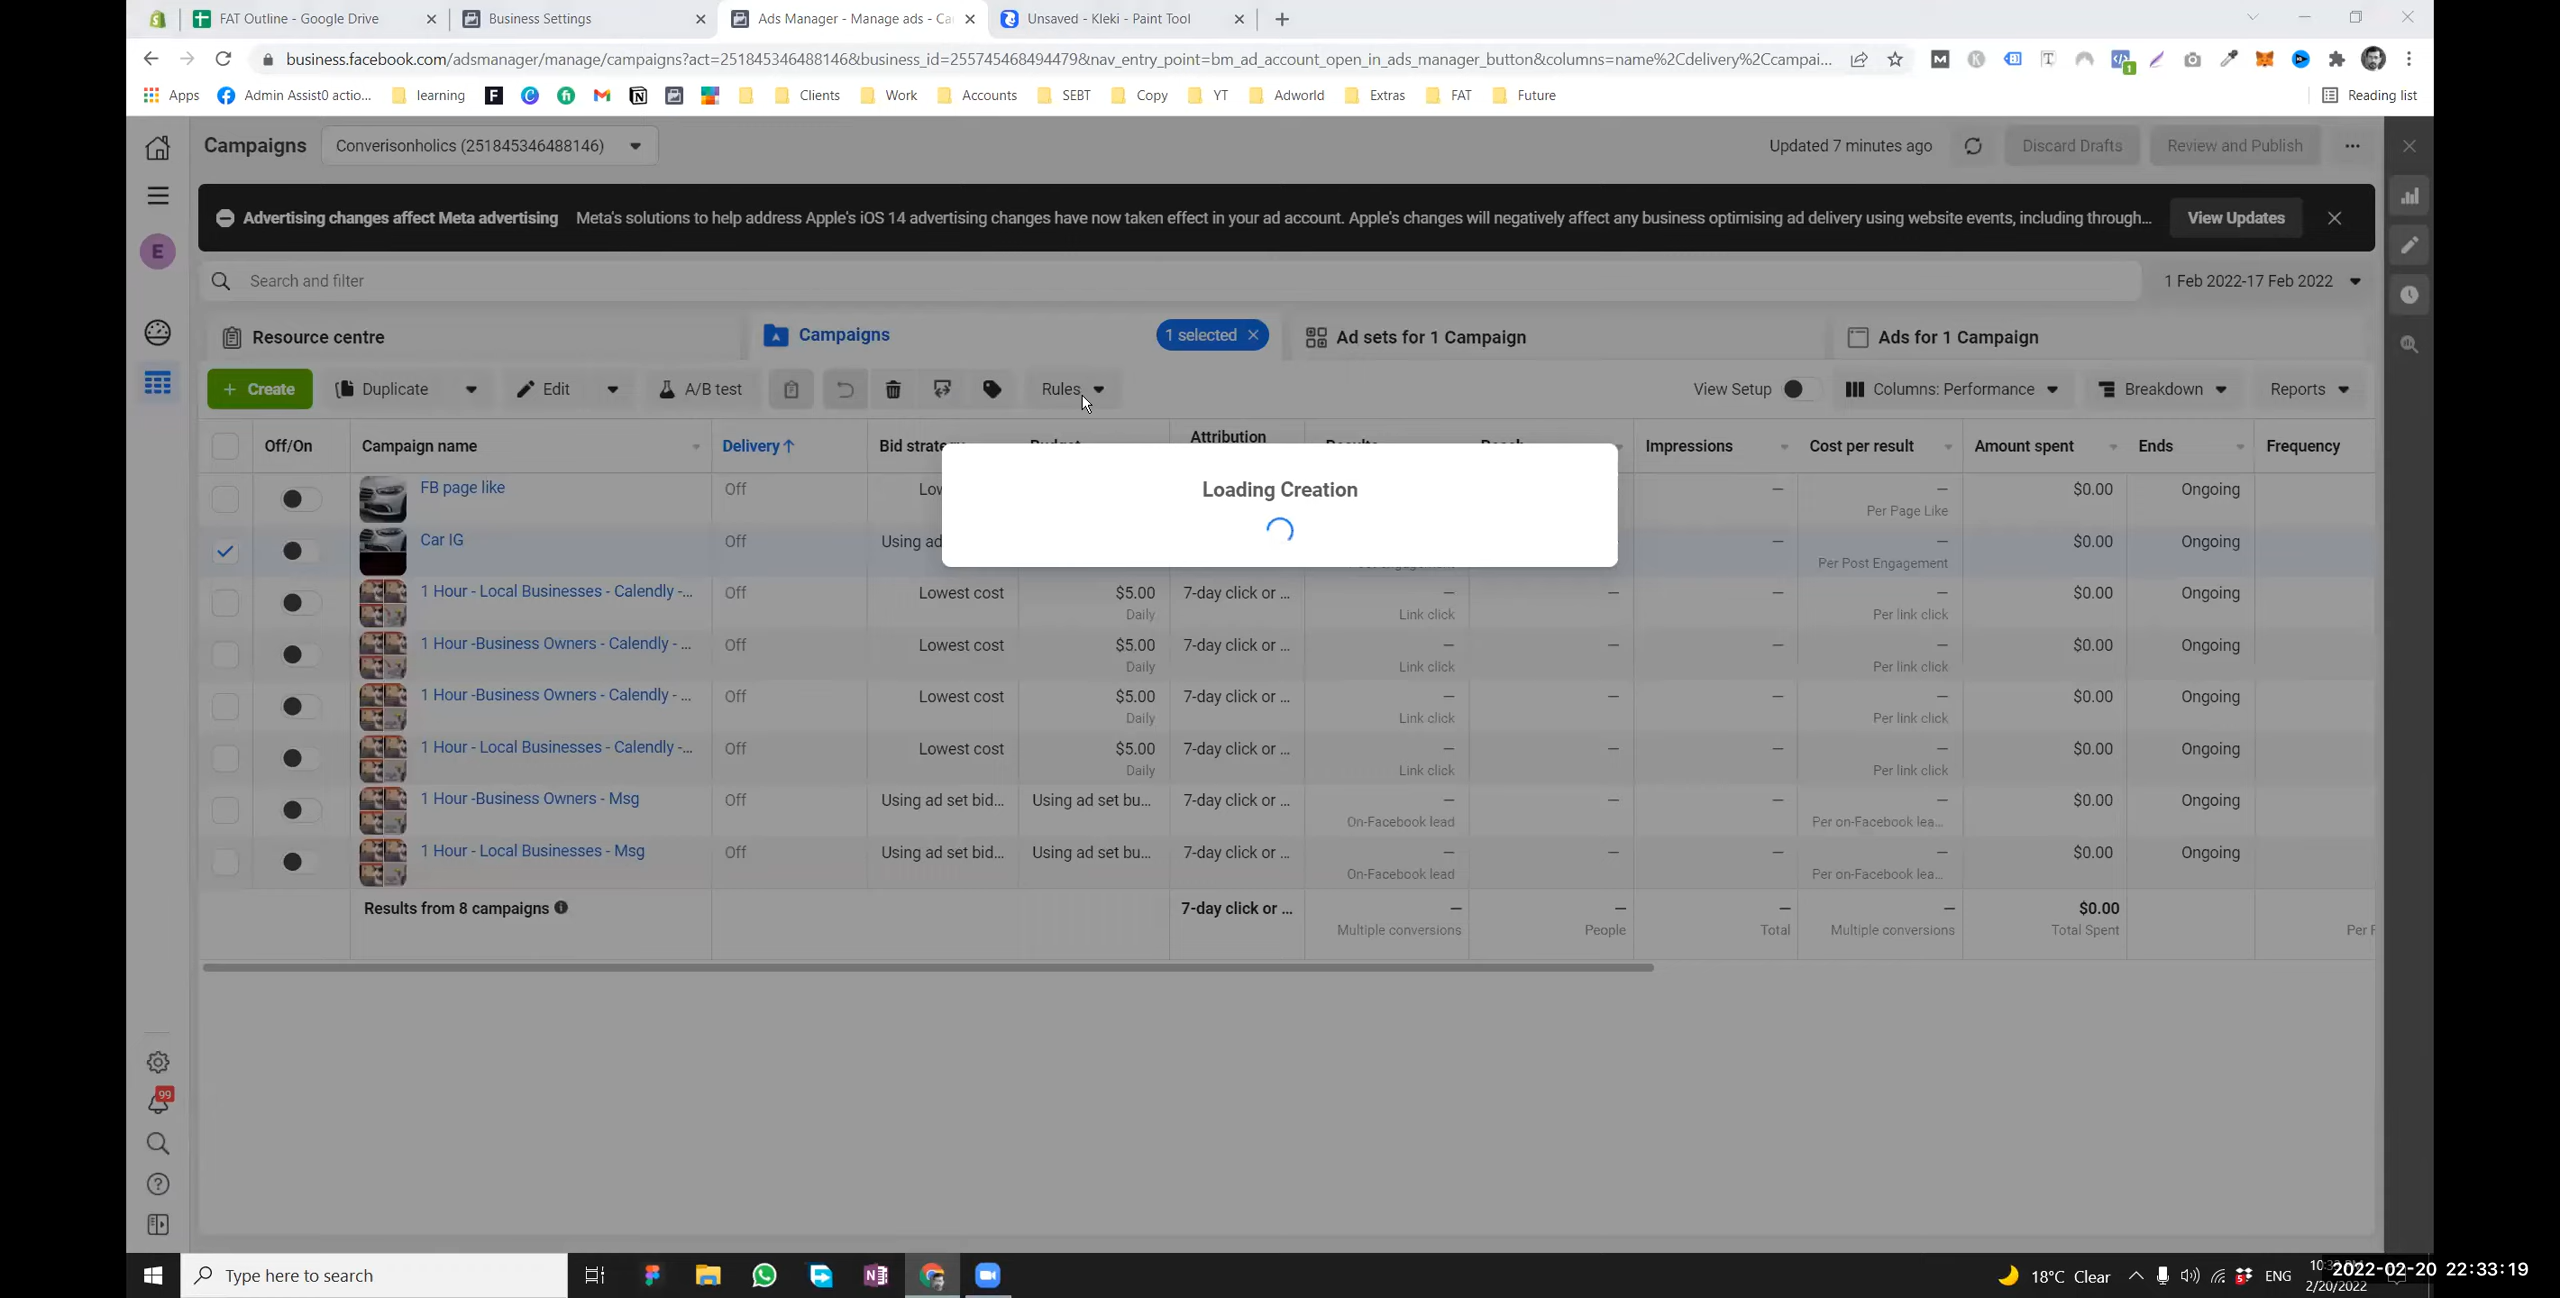 FAT Outline - Google Drive
Business Settings
Ads Manager - Manage ads - Ca
Unsaved - Kleki - Paint Tool
business.facebook.com/adsmanager/manage/campaigns?act=251845346488146&business_id=255745468494479&nav_entry_point=bm_ad_account_open_in_ads_manager_button&columns=name%2Cdelivery%2Ccampai...
Apps
Admin Assist0 actio...
learning
Clients
Work
Accounts
SEBT
Copy
YT
Adworld
Extras
FAT
Future
Reading list
Campaigns
Converisonholics (251845346488146)
Updated 7 minutes ago
Discard Drafts
Review and Publish
Advertising changes affect Meta advertising Meta's solutions to help address Apple's iOS 14 advertising changes have now taken effect in your ad account. Apple's changes will negatively affect any business optimising ad delivery using website events, including through...
View Updates
E
Search and filter
1 Feb 2022-17 Feb 2022
Resource centre
Campaigns
1 selected
Ad sets for 1 Campaign
Ads for 1 Campaign
+ Create
Duplicate
Edit
A/B test
Rules
View Setup
Columns: Performance
Breakdown
Reports
Off/On Campaign name Delivery↑ Attribution Impressions Cost per result Amount spent Ends Frequency
FB page like Off — — $0.00 Ongoing
Per Page Like
Car IG Off Using ad — — $0.00 Ongoing
Per Post Engagement
1 Hour - Local Businesses - Calendly -... Off Lowest cost $5.00 7-day click or ... — — — — $0.00 Ongoing
Daily Link click Per link click
1 Hour -Business Owners - Calendly - ... Off Lowest cost $5.00 7-day click or ... — — — — $0.00 Ongoing
Daily Link click Per link click
1 Hour -Business Owners - Calendly - ... Off Lowest cost $5.00 7-day click or ... — — — — $0.00 Ongoing
Daily Link click Per link click
1 Hour - Local Businesses - Calendly -... Off Lowest cost $5.00 7-day click or ... — — — — $0.00 Ongoing
Daily Link click Per link click
1 Hour -Business Owners - Msg Off Using ad set bid... Using ad set bu... 7-day click or ... — — — — $0.00 Ongoing
On-Facebook lead Per on-Facebook lea...
1 Hour - Local Businesses - Msg Off Using ad set bid... Using ad set bu... 7-day click or ... — — — — $0.00 Ongoing
On-Facebook lead Per on-Facebook lea...
Results from 8 campaigns 7-day click or ... — — — — $0.00
Multiple conversions People Total Multiple conversions Total Spent
Loading Creation
99
Type here to search
18°C Clear
ENG
2/20/2022
2022-02-20 22:33:19